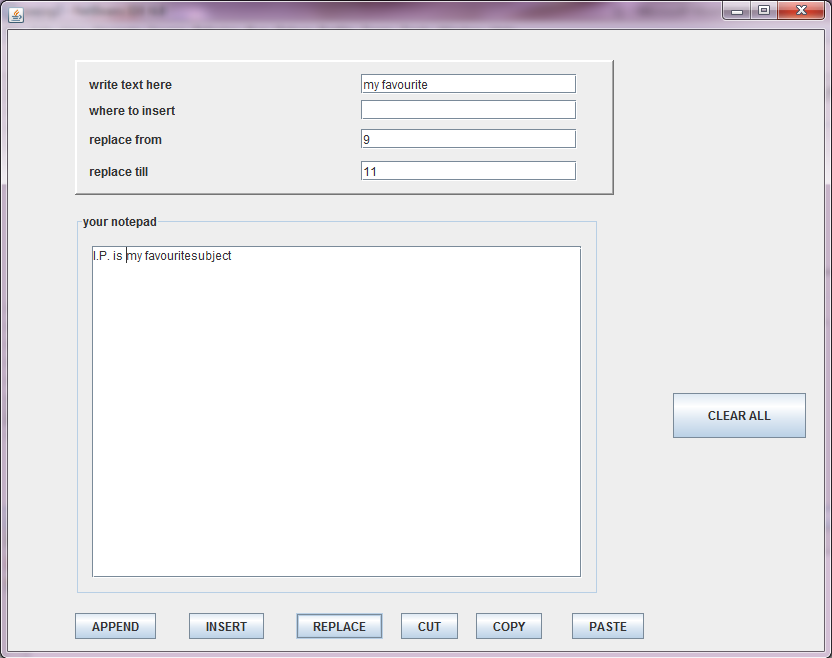 write text here my favourite
where to insert
replace from 9
replace till 11
your notepad
I.P. is my favouritesubject
CLEAR ALL
APPEND INSERT REPLACE CUT COPY PASTE